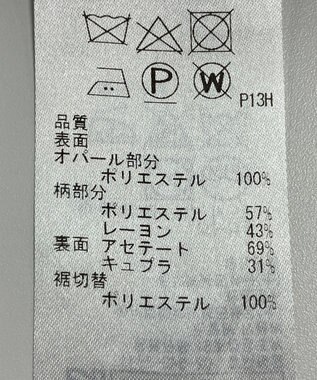 P W
P13H
品質
表面
オパール部分
ポリエステル 100%
柄部分
ポリエステル 57%
レーヨン 43%
裏面 アセテート 69%
キュプラ 31%
裾切替
ポリエステル 100%